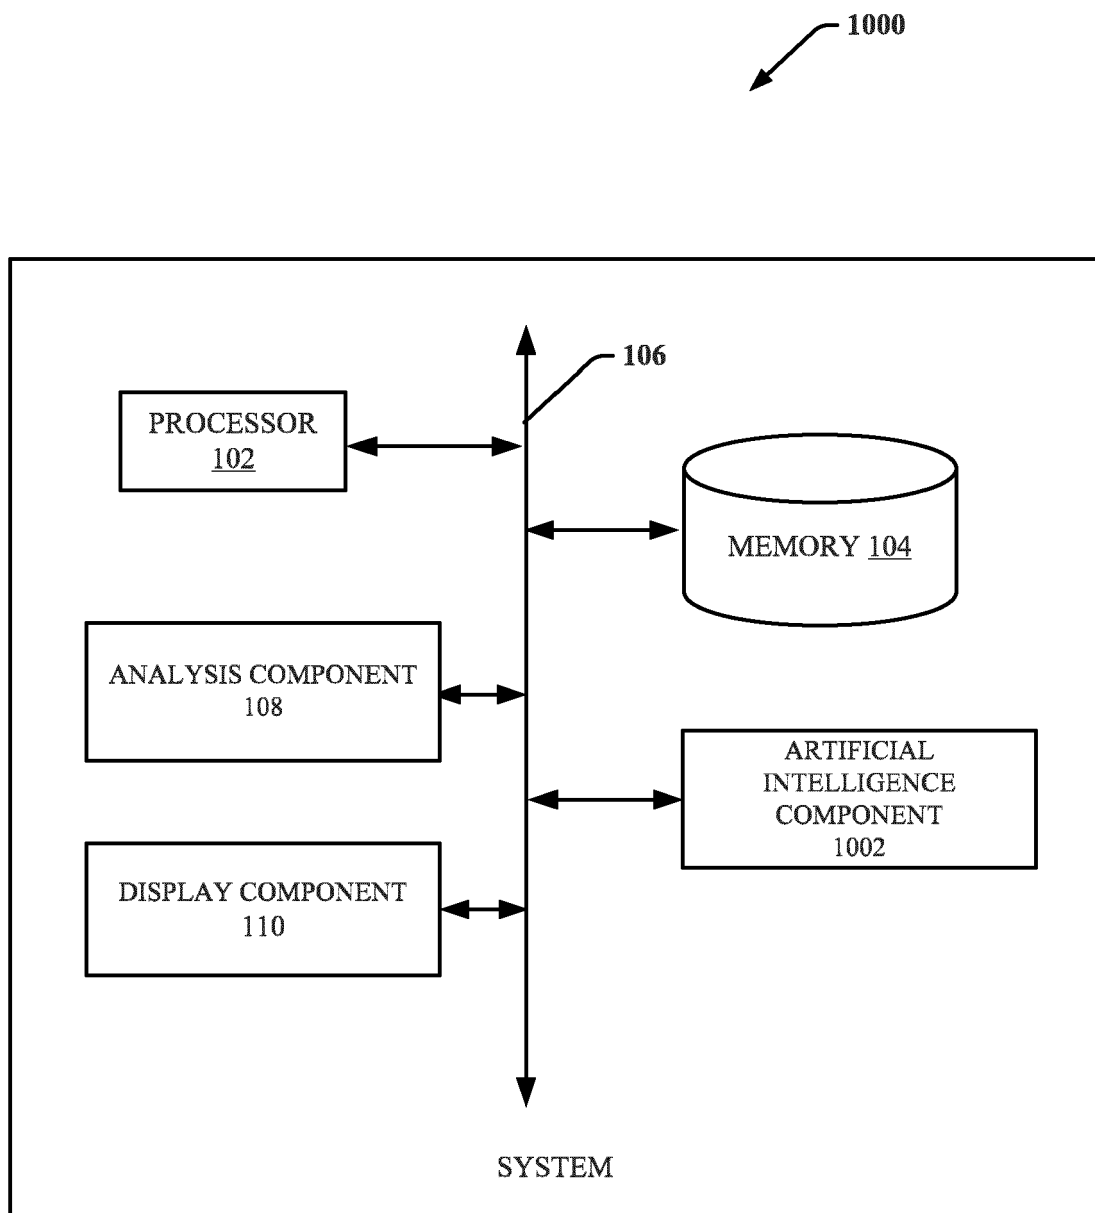 1000
106
PROCESSOR
102
MEMORY 104
ANALYSIS COMPONENT
108
ARTIFICIAL
INTELLIGENCE
COMPONENT
1002
DISPLAY COMPONENT
110
SYSTEM